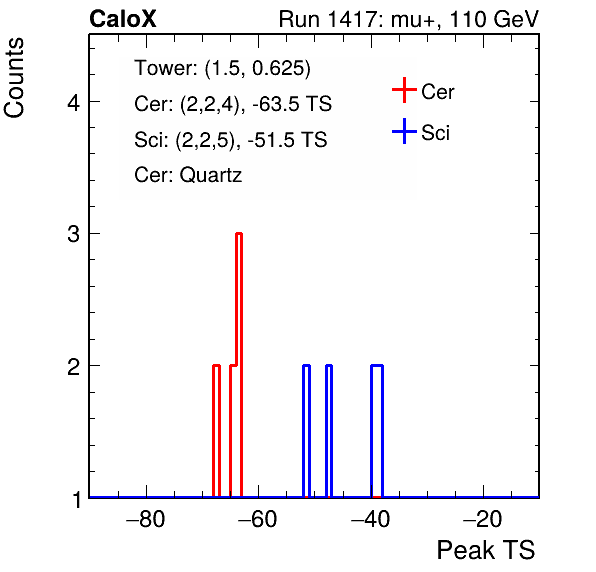 CaloX Run 1417: mu+, 110 GeV
Counts
Tower: (1.5, 0.625)
Cer: (2,2,4), -63.5 TS
Sci: (2,2,5), -51.5 TS
Cer: Quartz
Cer
Sci
4
3
2
1
−80 −60 −40 −20
Peak TS